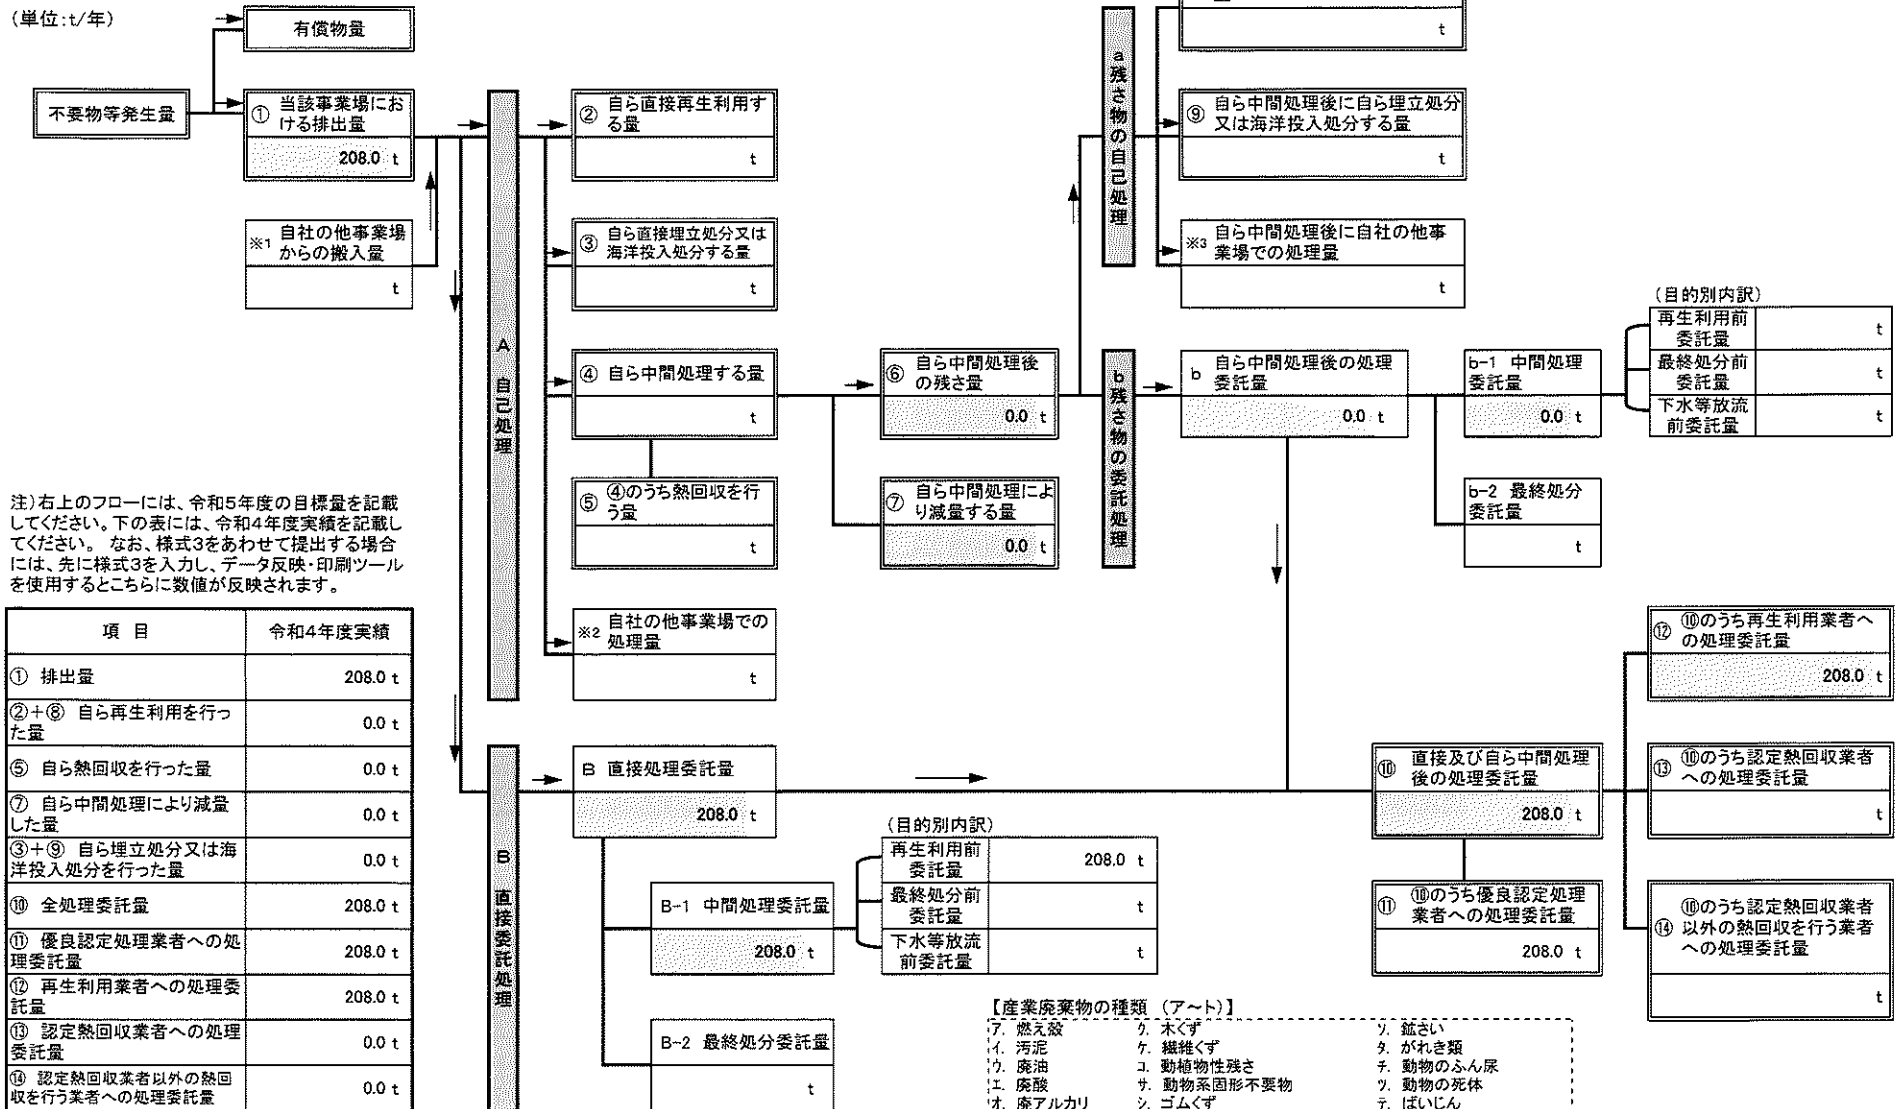 (単位:t/年)
有償物量
不要物等発生量
① 当該事業場にお
ける排出量
208.0 t
※1 自社の他事業場
からの搬入量
t
A 自己処理
② 自ら直接再生利用す
る量
t
③ 自ら直接埋立処分又は
海洋投入処分する量
t
④ 自ら中間処理する量
t
⑤ ④のうち熱回収を行
う量
t
※2 自社の他事業場での
処理量
t
⑥ 自ら中間処理後
の残さ量
0.0 t
⑦ 自ら中間処理によ
り減量する量
0.0 t
a 残さ物の自己処理
t
⑨ 自ら中間処理後に自ら埋立処分
又は海洋投入処分する量
t
※3 自ら中間処理後に自社の他事
業場での処理量
t
b 残さ物の委託処理
b 自ら中間処理後の処理
委託量
0.0 t
b-1 中間処理
委託量
0.0 t
(目的別内訳)
再生利用前
委託量
t
最終処分前
委託量
t
下水等放流
前委託量
t
b-2 最終処分
委託量
t
注)右上のフローには、令和5年度の目標量を記載
してください。下の表には、令和4年度実績を記載し
てください。 なお、様式3をあわせて提出する場合
には、先に様式3を入力し、データ反映・印刷ツール
を使用するとこちらに数値が反映されます。
項 目 令和4年度実績
① 排出量 208.0 t
②+⑧ 自ら再生利用を行っ
た量 0.0 t
⑤ 自ら熱回収を行った量 0.0 t
⑦ 自ら中間処理により減量
した量 0.0 t
③+⑨ 自ら埋立処分又は海
洋投入処分を行った量 0.0 t
⑩ 全処理委託量 208.0 t
⑪ 優良認定処理業者への処
理委託量 208.0 t
⑫ 再生利用業者への処理委
託量 208.0 t
⑬ 認定熱回収業者への処理
委託量 0.0 t
⑭ 認定熱回収業者以外の熱回
収を行う業者への処理委託量 0.0 t
B 直接委託処理
B 直接処理委託量
208.0 t
B-1 中間処理委託量
208.0 t
(目的別内訳)
再生利用前
委託量
208.0 t
最終処分前
委託量
t
下水等放流
前委託量
t
B-2 最終処分委託量
t
⑩ 直接及び自ら中間処理
後の処理委託量
208.0 t
⑪ ⑩のうち優良認定処理
業者への処理委託量
208.0 t
⑫ ⑩のうち再生利用業者へ
の処理委託量
208.0 t
⑬ ⑩のうち認定熱回収業者
への処理委託量
t
⑭ ⑩のうち認定熱回収業者
以外の熱回収を行う業者
への処理委託量
t
【産業廃棄物の種類 (ア~ト)】
ア. 燃え殻 ク. 木くず ソ. 鉱さい
イ. 汚泥 ケ. 繊維くず タ. がれき類
ウ. 廃油 コ. 動植物性残さ チ. 動物のふん尿
エ. 廃酸 サ. 動物系固形不要物 ツ. 動物の死体
オ. 廃アルカリ シ. ゴムくず テ. ばいじん